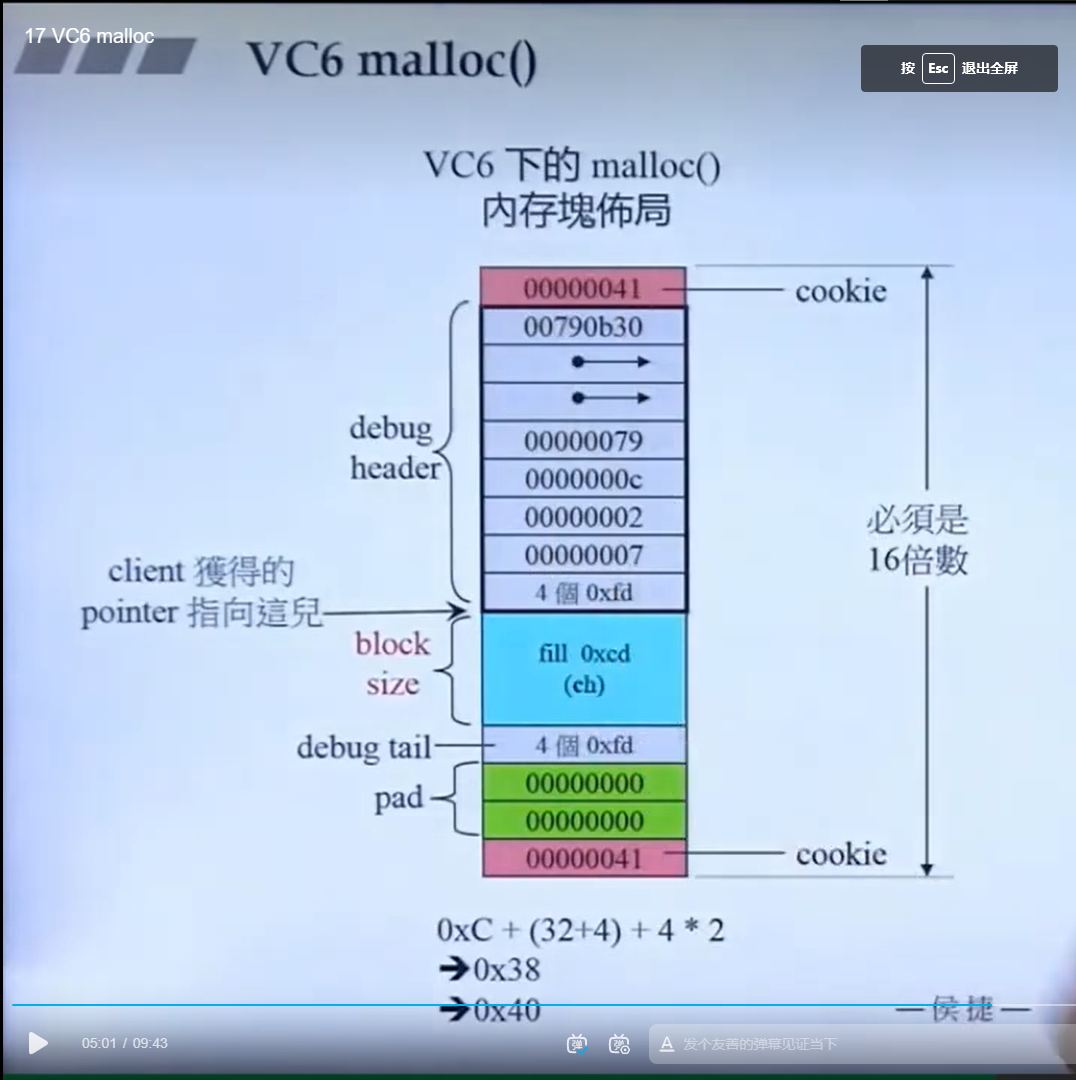 17 VC6 malloc
VC6 malloc()
按 Esc 退出全屏
VC6 下的 malloc()
內存塊佈局
00000041
cookie
00790b30
debug
header
00000079
0000000c
00000002
00000007
4 個 0xfd
必須是
16倍數
client 獲得的
pointer 指向這兒
block
size
fill 0xcd
(ch)
debug tail
4 個 0xfd
pad
00000000
00000000
00000041
cookie
0xC + (32+4) + 4 * 2
➔0x38
➔0x40
— 侯捷 —
05:01 / 09:43
弹
弹
A 发个友善的弹幕见证当下